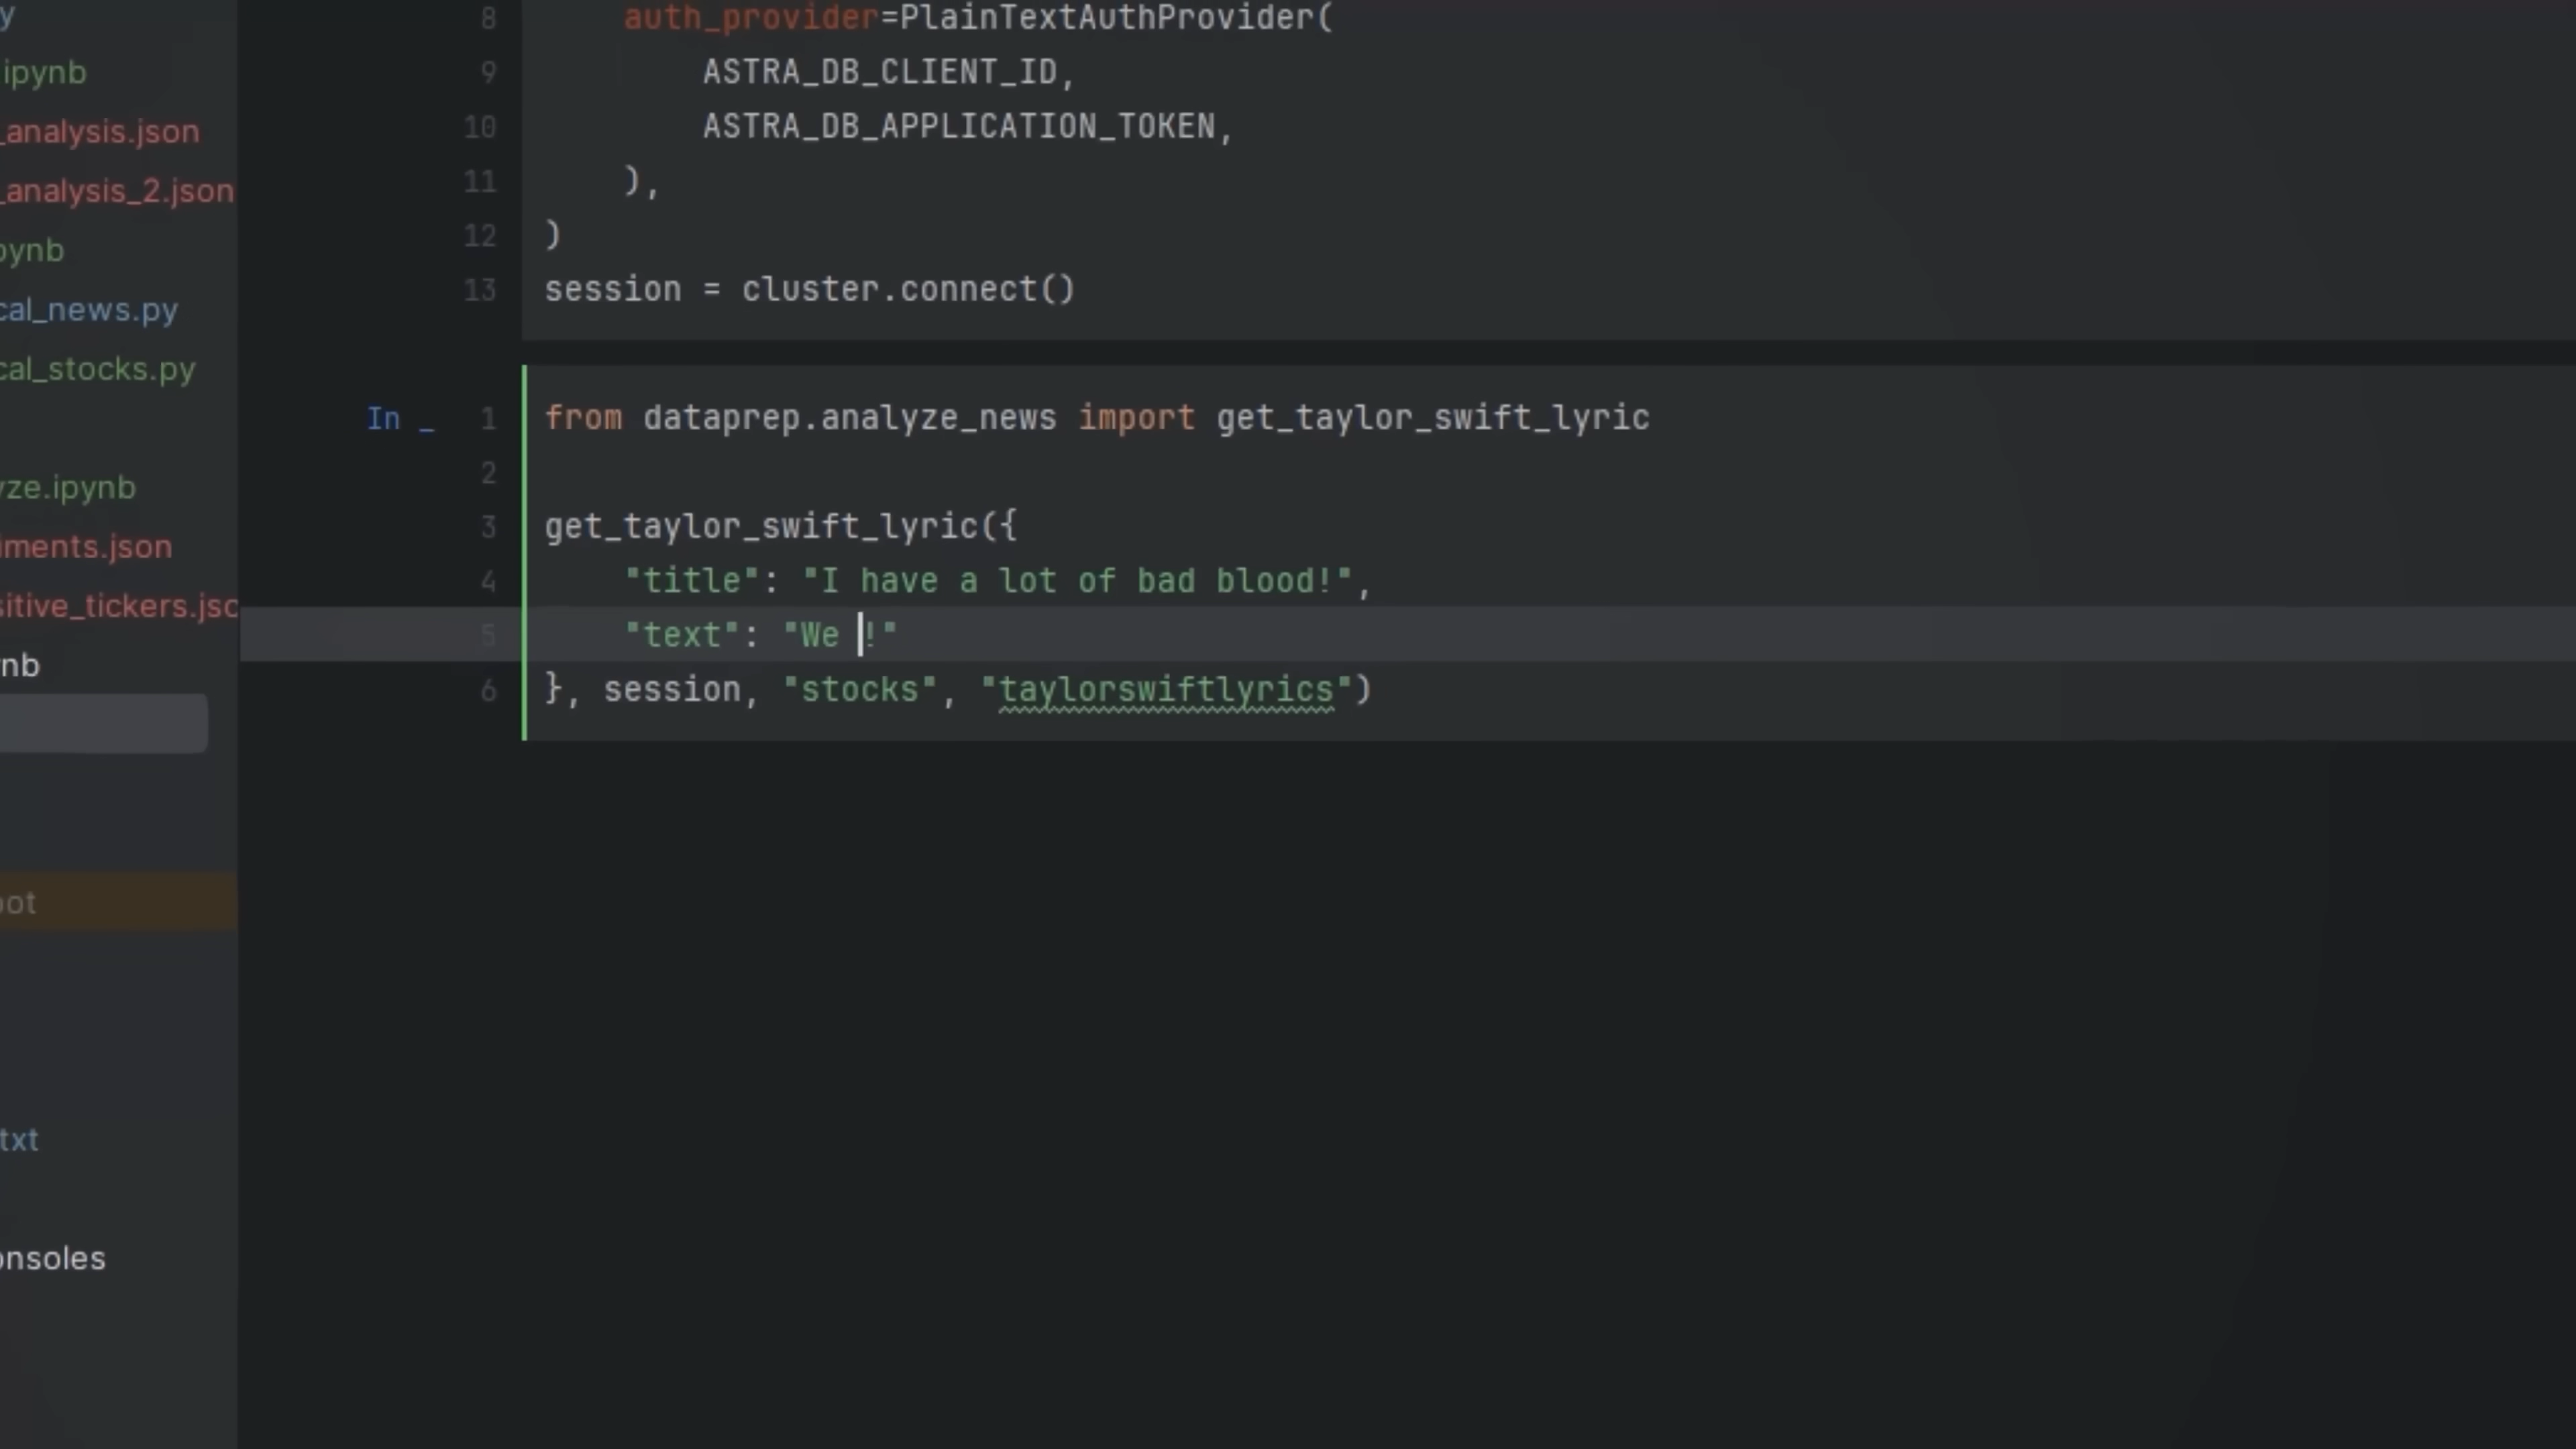 y
ipynb
_analysis.json
_analysis_2.json
pynb
cal_news.py
cal_stocks.py
yze.ipynb
iments.json
sitive_tickers.jsc
nb
oot
txt
onsoles
8 auth_provider=PlainTextAuthProvider(
9 ASTRA_DB_CLIENT_ID,
10 ASTRA_DB_APPLICATION_TOKEN,
11 ),
12 )
13 session = cluster.connect()
In _ 1 from dataprep.analyze_news import get_taylor_swift_lyric
2
3 get_taylor_swift_lyric({
4 "title": "I have a lot of bad blood!",
5 "text": "We !"
6 }, session, "stocks", "taylorswiftlyrics")